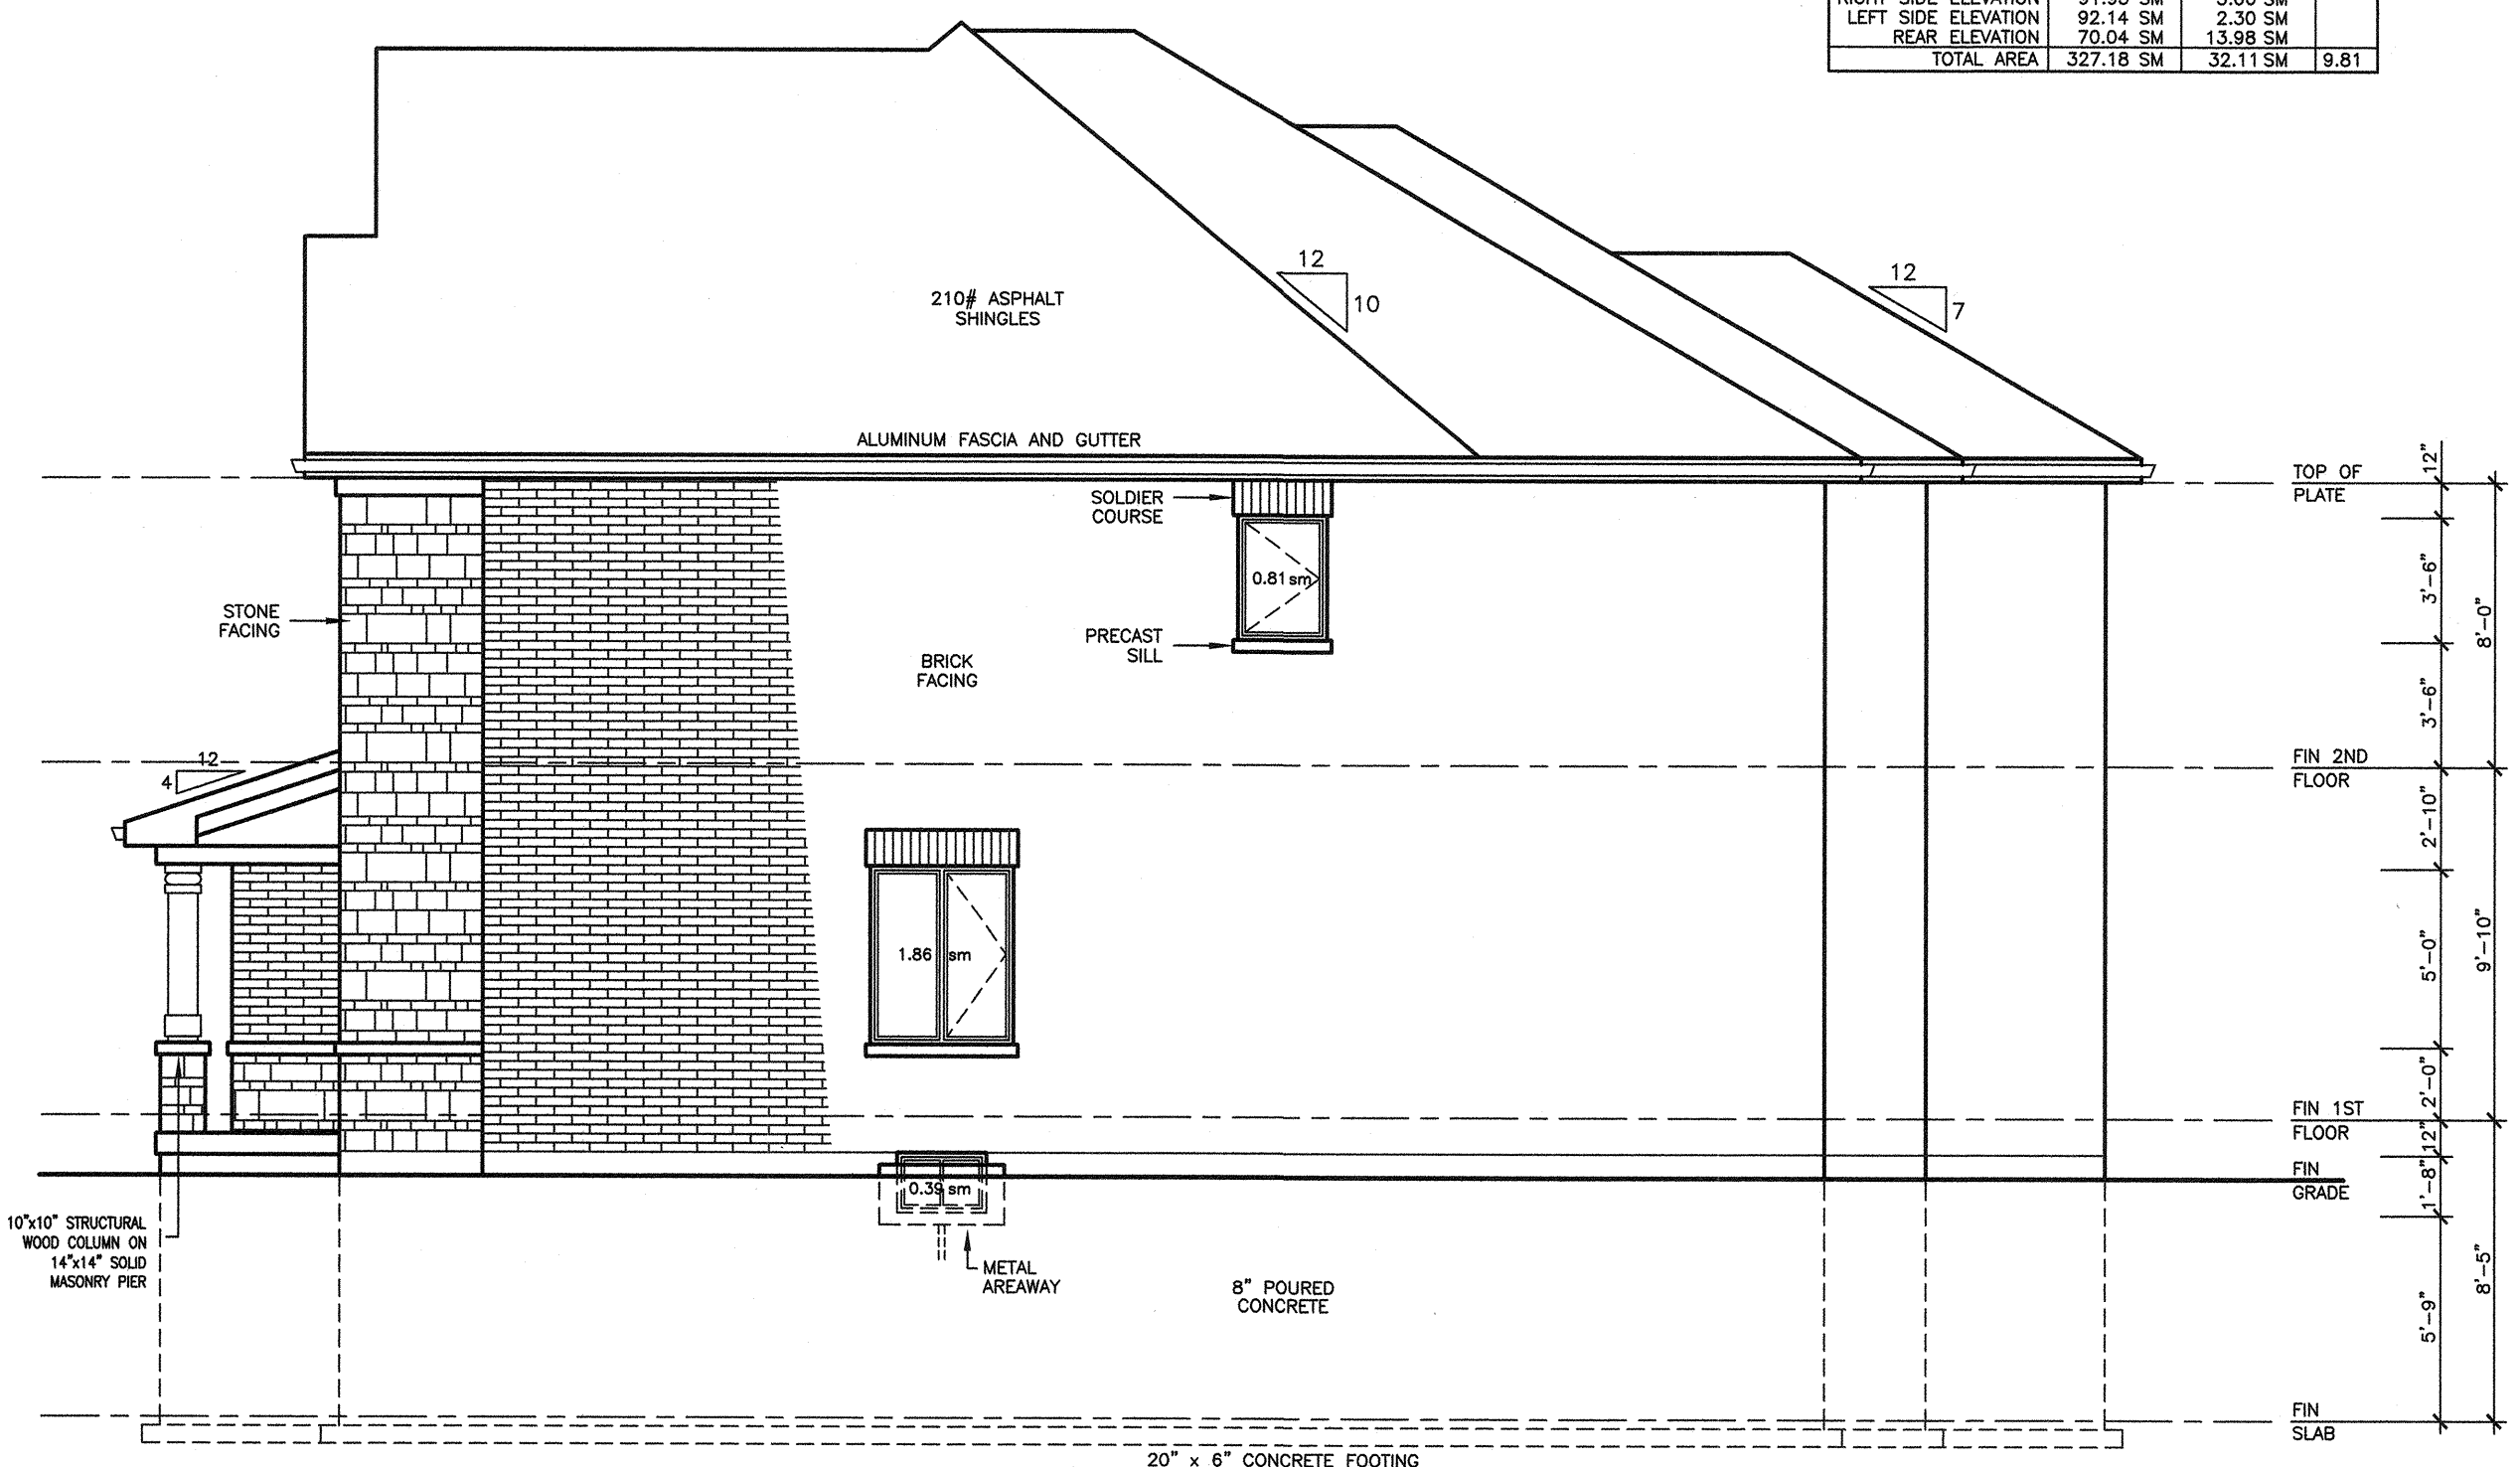 RIGHT SIDE ELEVATION
LEFT SIDE ELEVATION 92.14 SM 2.30 SM
REAR ELEVATION 70.04 SM 13.98 SM
TOTAL AREA 327.18 SM 32.11 SM 9.81
12
10
12
7
210# ASPHALT
SHINGLES
ALUMINUM FASCIA AND GUTTER
12"
TOP OF
PLATE
SOLDIER
COURSE
0.81 sm
3'-6"
8'-0"
STONE
FACING
PRECAST
SILL
BRICK
FACING
3'-6"
12
4
FIN 2ND
FLOOR
2'-10"
1.86 sm
5'-0"
9'-10"
2'-0"
FIN 1ST
FLOOR
12"
0.39 sm
FIN
GRADE
1'-8"
10"x10" STRUCTURAL
WOOD COLUMN ON
14"x14" SOLID
MASONRY PIER
METAL
AREAWAY
8" POURED
CONCRETE
8'-5"
5'-9"
FIN
SLAB
20" x 6" CONCRETE FOOTING